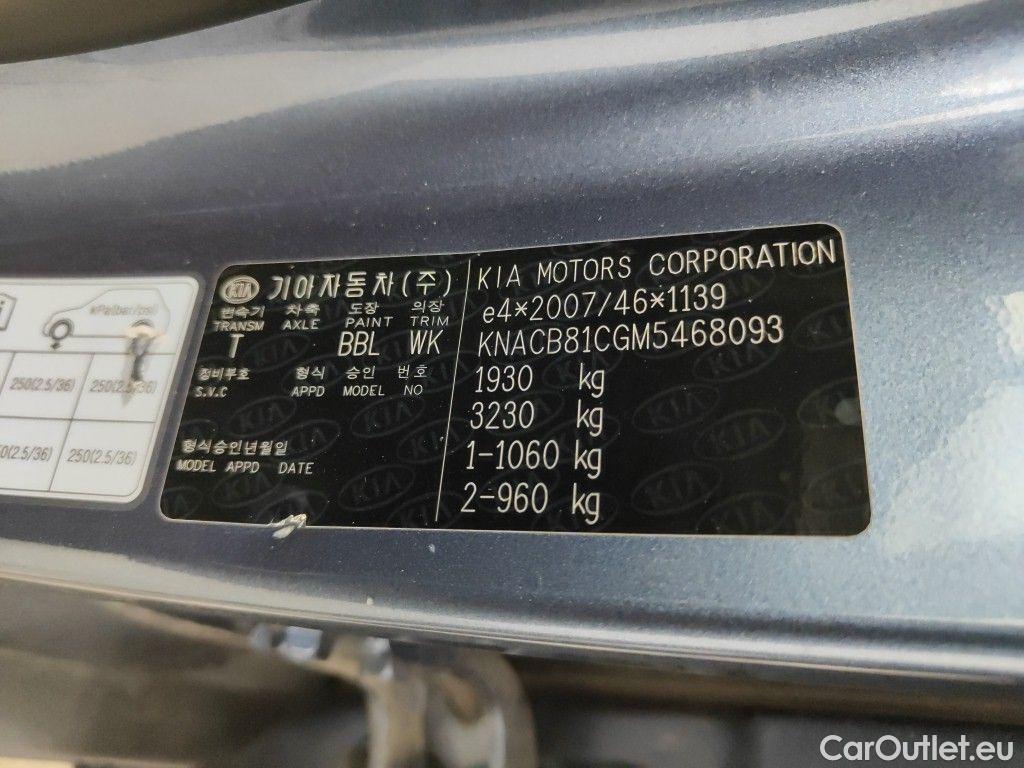 kPa(bar/psi)
250(2.5/36) 250(2.5/36)
250(2.5/36)
KIA 기아자동차(주)
변속기 차축 도장 의장
TRANSM AXLE PAINT TRIM
T BBL WK
정비부호 형식 승인 번호
S.V.C APPD MODEL NO
형식승인년월일
MODEL APPD DATE
KIA MOTORS CORPORATION
e4*2007/46*1139
KNACB81CGM5468093
1930 kg
3230 kg
1-1060 kg
2-960 kg
CarOutlet.eu